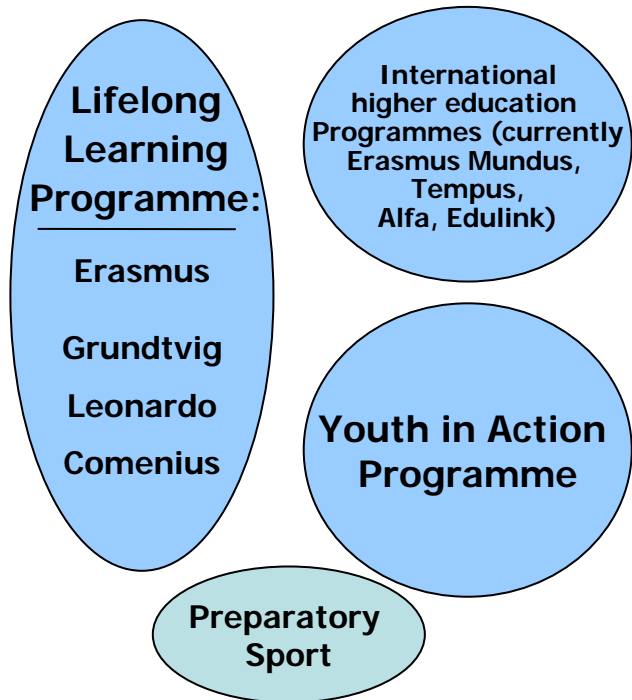 Lifelong
Learning
Programme:
Erasmus
Grundtvig
Leonardo
Comenius
International
higher education
Programmes (currently
Erasmus Mundus,
Tempus,
Alfa, Edulink)
Youth in Action
Programme
Preparatory
Sport